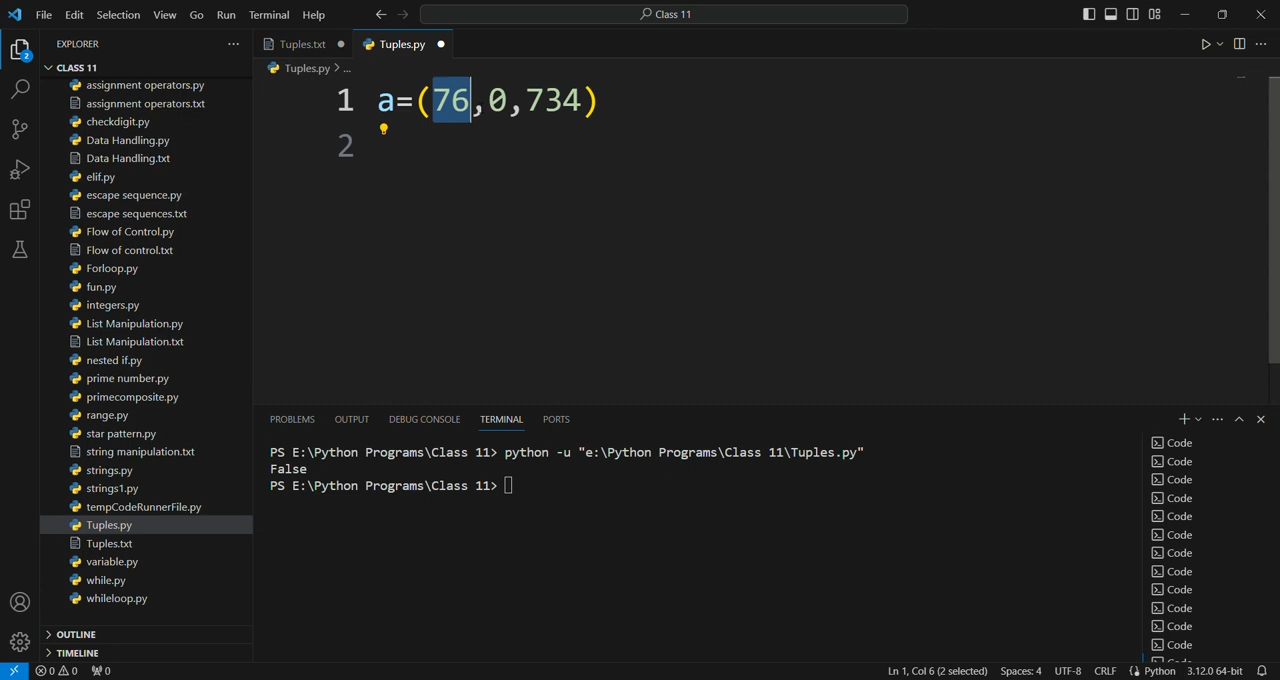 File Edit Selection View Go Run Terminal Help
Class 11
EXPLORER
CLASS 11
assignment operators.py
assignment operators.txt
checkdigit.py
Data Handling.py
Data Handling.txt
elif.py
escape sequence.py
escape sequences.txt
Flow of Control.py
Flow of control.txt
Forloop.py
fun.py
integers.py
List Manipulation.py
List Manipulation.txt
nested if.py
prime number.py
primecomposite.py
range.py
star pattern.py
string manipulation.txt
strings.py
strings1.py
tempCodeRunnerFile.py
Tuples.py
Tuples.txt
variable.py
while.py
whileloop.py
OUTLINE
TIMELINE
2
Tuples.txt
Tuples.py
Tuples.py > ...
1 a=(76,0,734)
2
PROBLEMS OUTPUT DEBUG CONSOLE TERMINAL PORTS
PS E:\Python Programs\Class 11> python -u "e:\Python Programs\Class 11\Tuples.py"
False
PS E:\Python Programs\Class 11>
Code
Code
Code
Code
Code
Code
Code
Code
Code
Code
Code
Code
0 0 0
Ln 1, Col 6 (2 selected) Spaces: 4 UTF-8 CRLF Python 3.12.0 64-bit